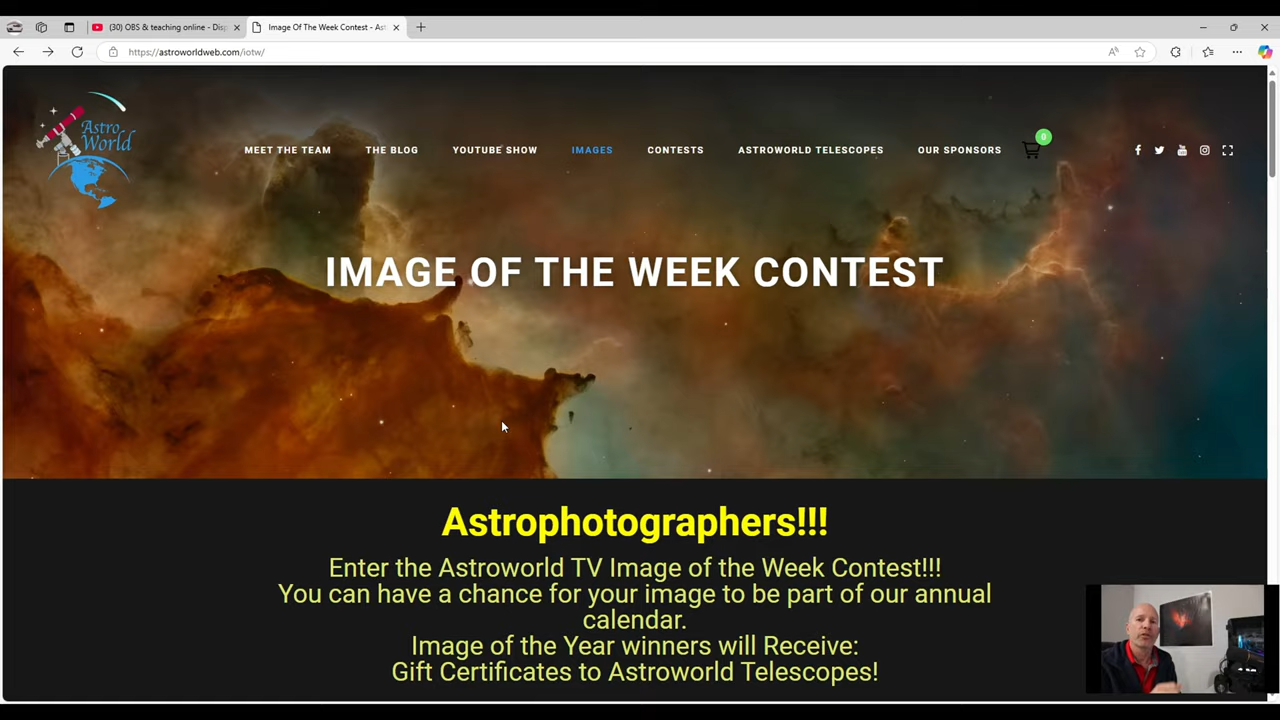 (30) OBS & teaching online - Disp
Image Of The Week Contest - Ast
https://astroworldweb.com/iotw/
Astro
World
MEET THE TEAM
THE BLOG
YOUTUBE SHOW
IMAGES
CONTESTS
ASTROWORLD TELESCOPES
OUR SPONSORS
0
IMAGE OF THE WEEK CONTEST
Astrophotographers!!!
Enter the Astroworld TV Image of the Week Contest!!!
You can have a chance for your image to be part of our annual
calendar.
Image of the Year winners will Receive:
Gift Certificates to Astroworld Telescopes!